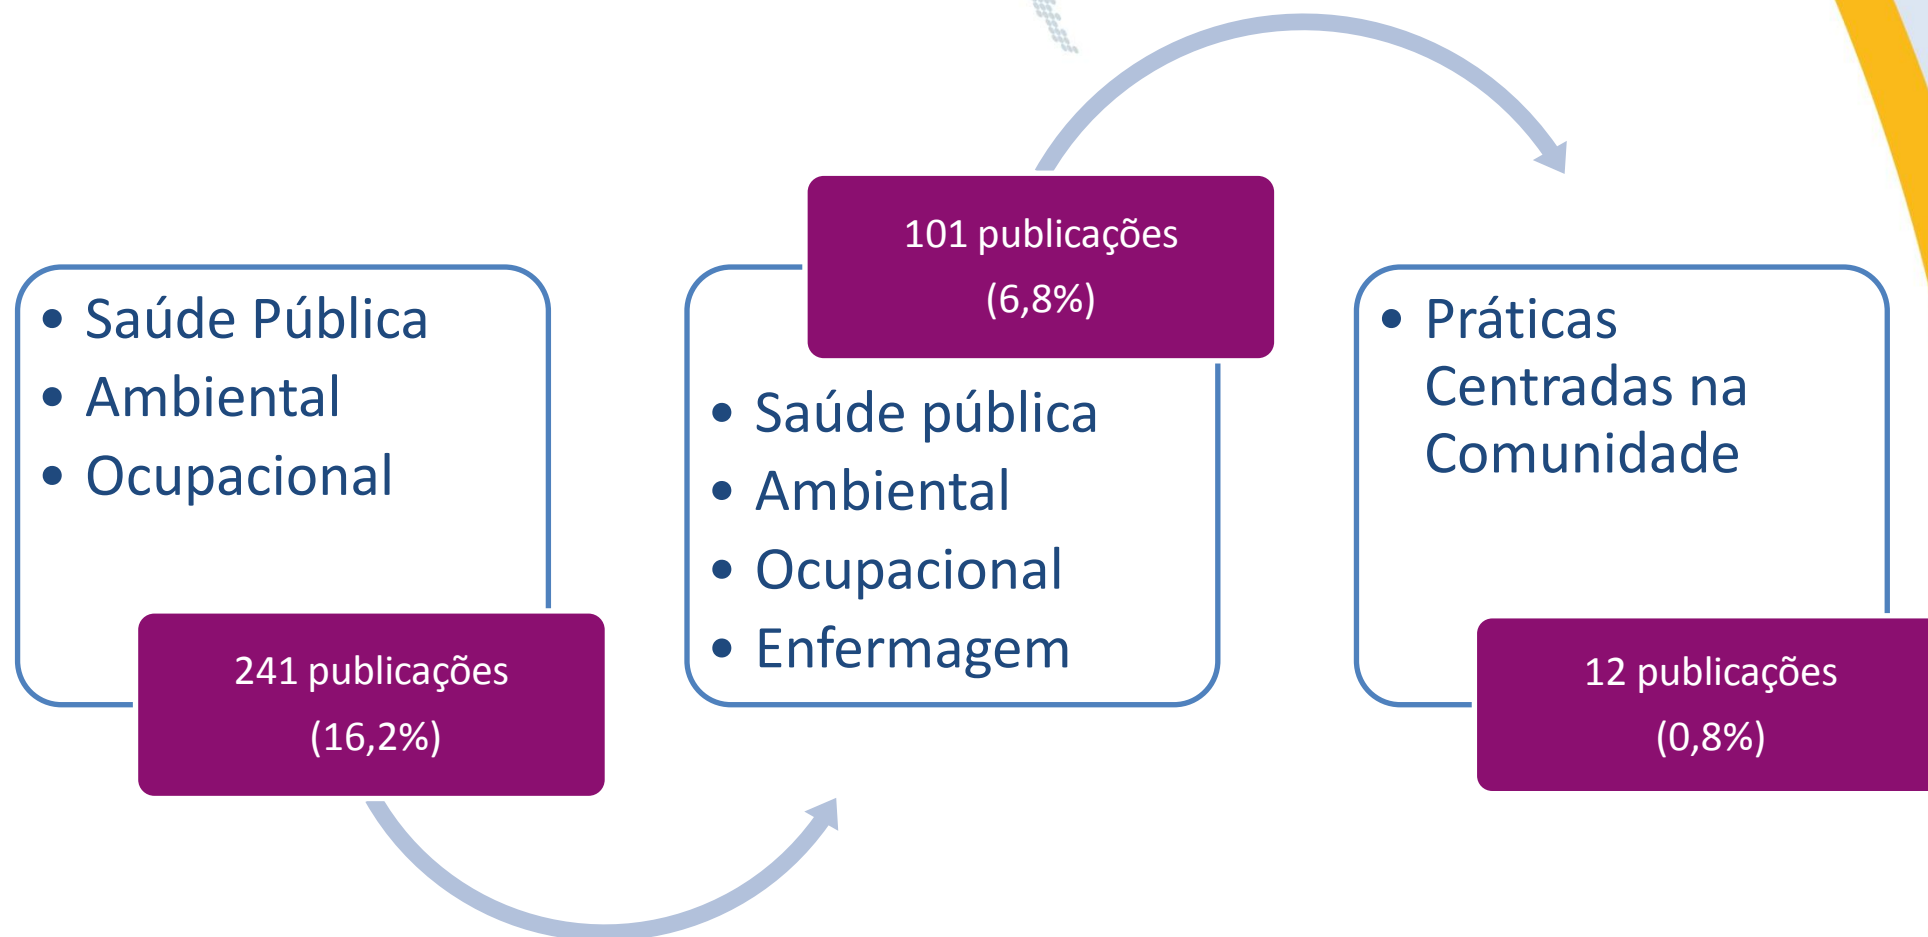 • Saúde Pública
• Ambiental
• Ocupacional
241 publicações
(16,2%)
101 publicações
(6,8%)
• Saúde pública
• Ambiental
• Ocupacional
• Enfermagem
• Práticas
Centradas na
Comunidade
12 publicações
(0,8%)